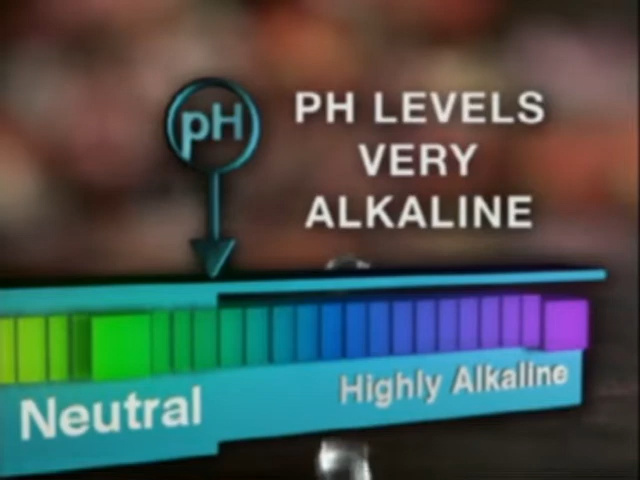 pH
PH LEVELS
VERY
ALKALINE
Neutral
Highly Alkaline